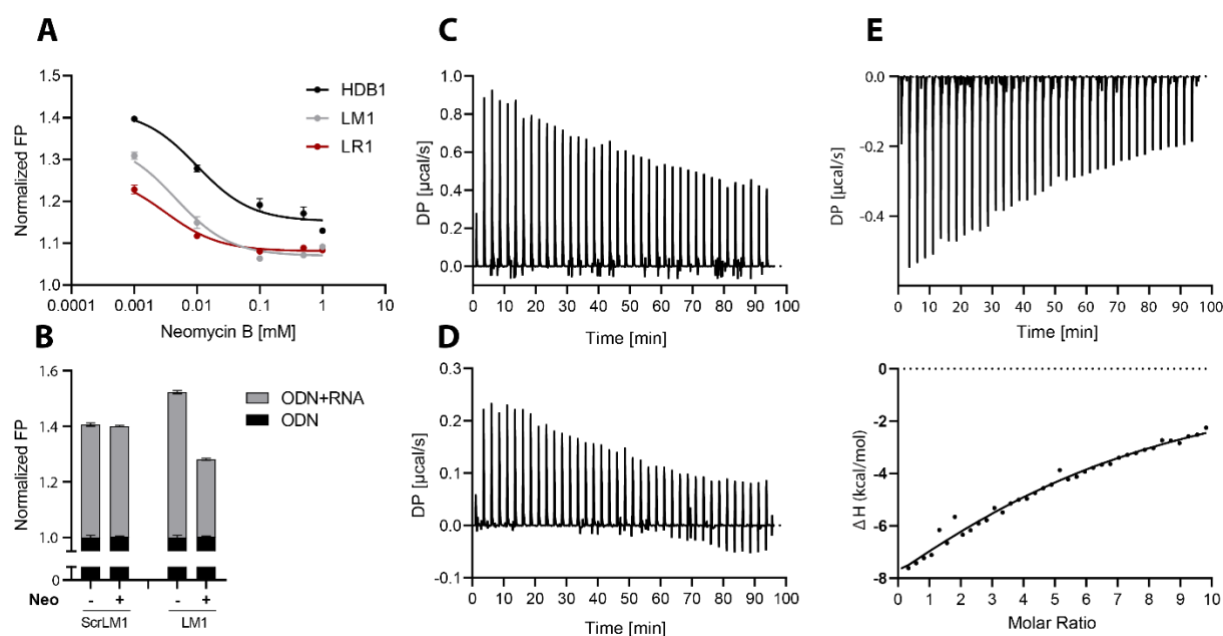 A
1.5
1.4
1.3
1.2
1.1
1.0
Normalized FP
0.0001 0.001 0.01 0.1 1 10
Neomycin B [mM]
HDB1
LM1
LR1
B
1.6
1.4
1.2
1.0
0
Normalized FP
Neo - + - +
ScrLM1 LM1
ODN+RNA
ODN
C
1.0
0.8
0.6
0.4
0.2
0.0
DP [µcal/s]
0 10 20 30 40 50 60 70 80 90 100
Time [min]
D
0.3
0.2
0.1
0.0
-0.1
DP [µcal/s]
0 10 20 30 40 50 60 70 80 90 100
Time [min]
E
0.0
-0.2
-0.4
DP [µcal/s]
0 10 20 30 40 50 60 70 80 90 100
Time [min]
0
-2
-4
-6
-8
ΔH (kcal/mol)
0 1 2 3 4 5 6 7 8 9 10
Molar Ratio